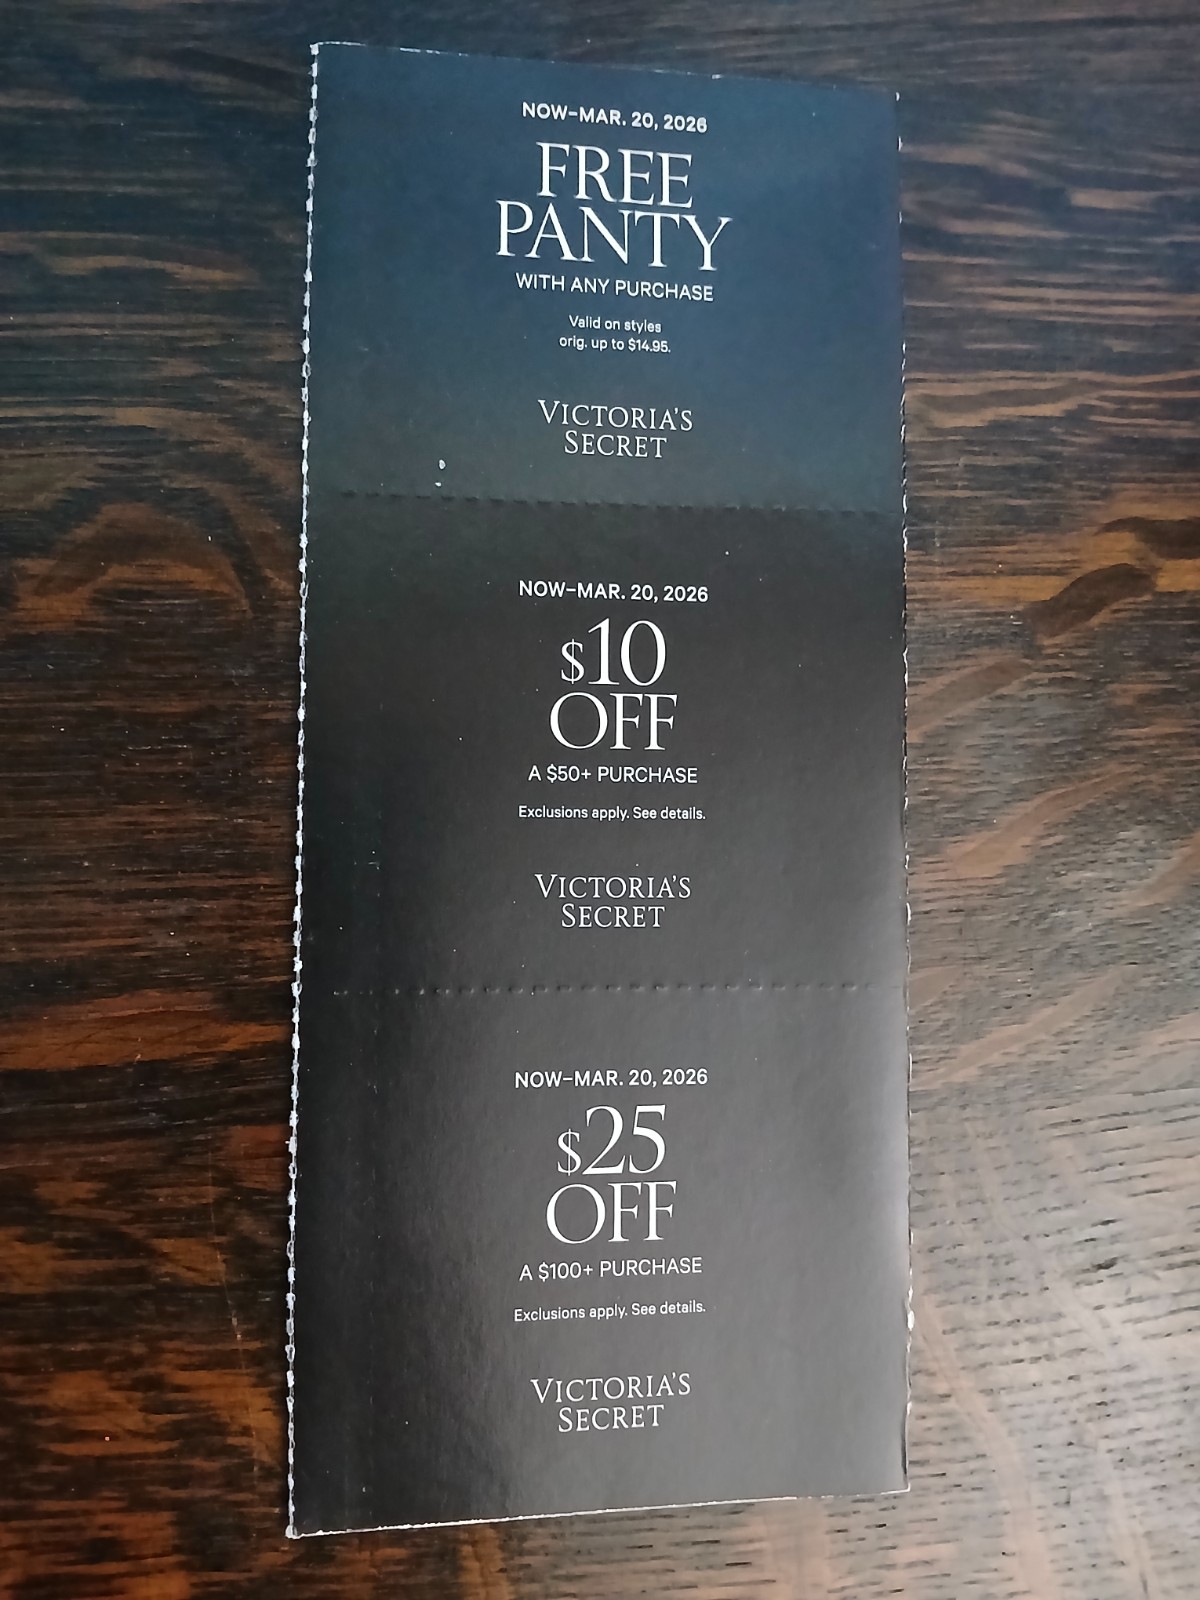 NOW–MAR. 20, 2026
FREE
PANTY
WITH ANY PURCHASE
Valid on styles
orig. up to $14.95.
VICTORIA'S
SECRET
NOW–MAR. 20, 2026
$10
OFF
A $50+ PURCHASE
Exclusions apply. See details.
VICTORIA'S
SECRET
NOW–MAR. 20, 2026
$25
OFF
A $100+ PURCHASE
Exclusions apply. See details.
VICTORIA'S
SECRET